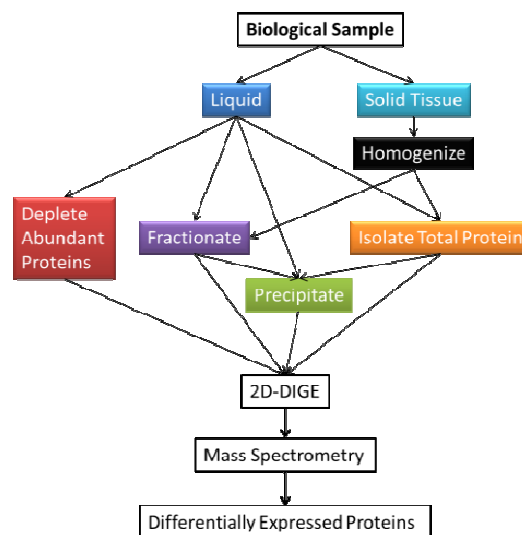 Biological Sample
Liquid
Solid Tissue
Homogenize
Deplete
Abundant
Proteins
Fractionate
Isolate Total Protein
Precipitate
2D-DIGE
Mass Spectrometry
Differentially Expressed Proteins